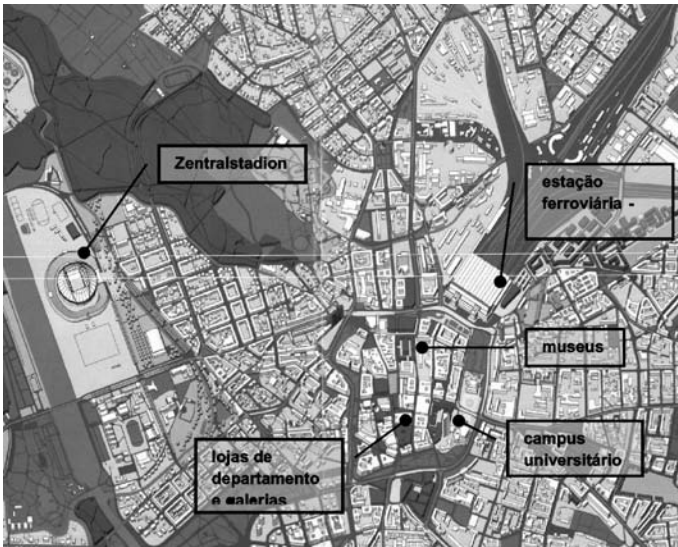 Zentralstadion
estação
ferroviária -
museus
campus
universitário
lojas de
departamento
e galerias